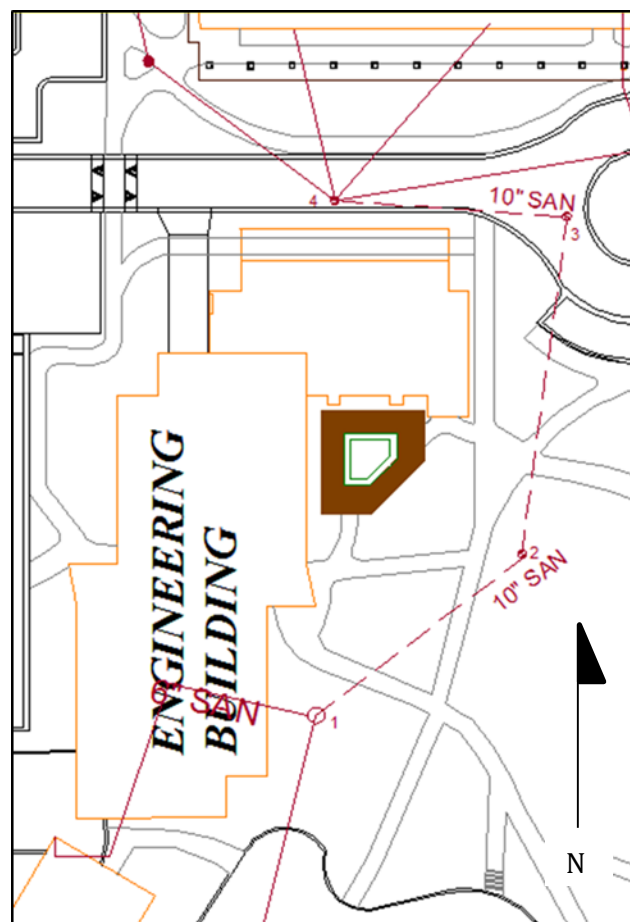 10" SAN
4
3
ENGINEERING
BUILDING
2
10" SAN
6" SAN
1
N